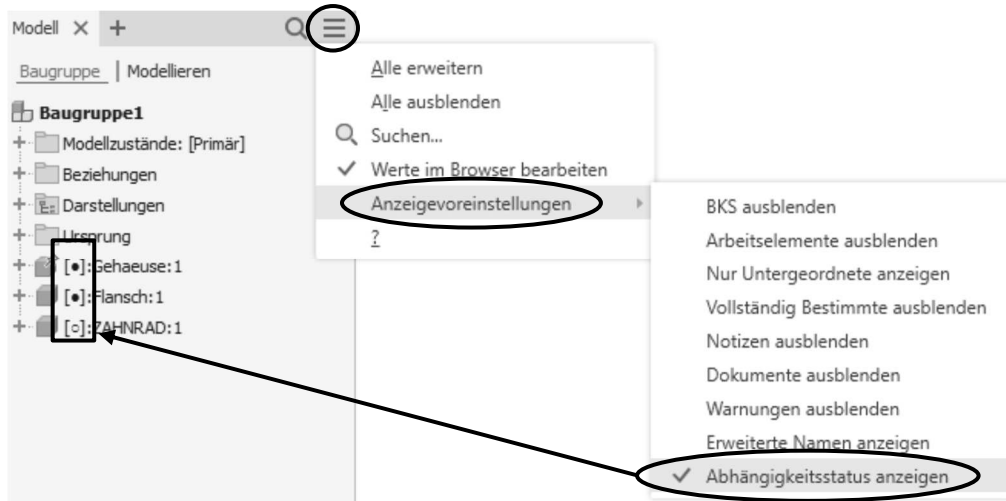 Modell × +
Baugruppe | Modellieren
Baugruppe1
Modellzustände: [Primär]
Beziehungen
Darstellungen
Ursprung
[●]:Gehaeuse:1
[●]:Flansch:1
[○]:ZAHNRAD:1
Alle erweitern
Alle ausblenden
Suchen...
Werte im Browser bearbeiten
Anzeigevoreinstellungen
?
BKS ausblenden
Arbeitselemente ausblenden
Nur Untergeordnete anzeigen
Vollständig Bestimmte ausblenden
Notizen ausblenden
Dokumente ausblenden
Warnungen ausblenden
Erweiterte Namen anzeigen
Abhängigkeitsstatus anzeigen